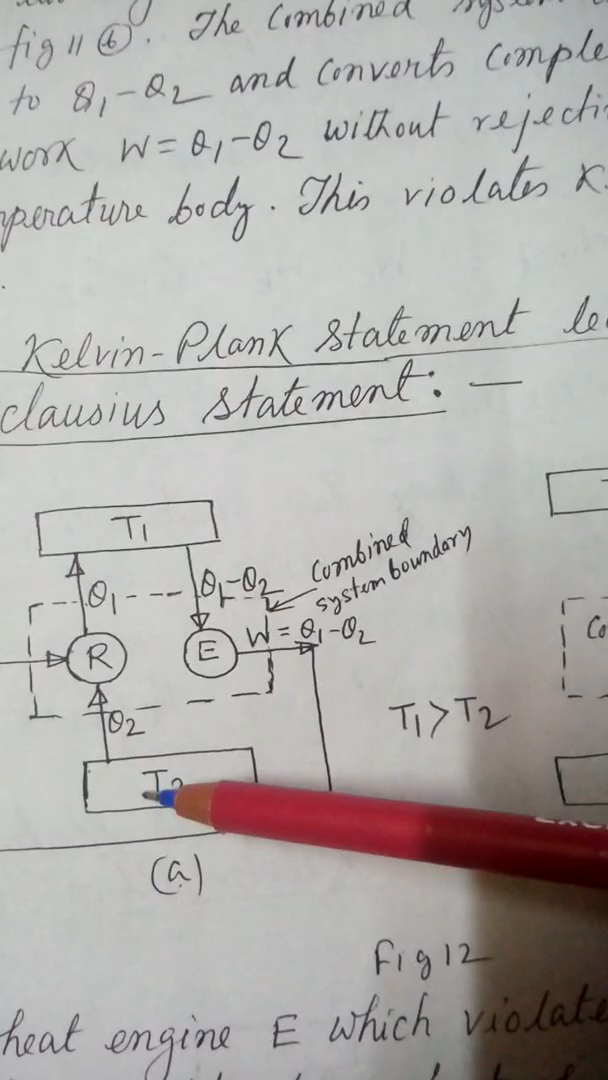 fig 11 (b). The combined
to Q1-Q2 and converts comple
work W = Q1-Q2 without rejecti
perature body. This violates K.
Kelvin-Plank statement le
clausius statement: —
T1
Q1
Q1-Q2
combined
system boundary
W = Q1-Q2
R
E
Co
Q2
T1 > T2
T2
(a)
Fig 12
heat engine E which violate